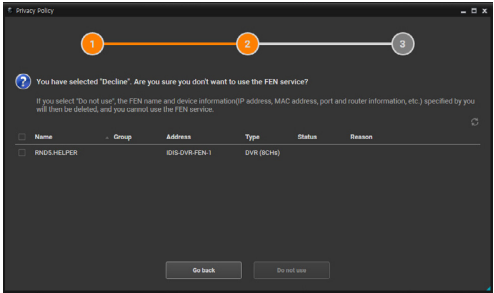 Privacy Policy
1
2
3
You have selected "Decline". Are you sure you don't want to use the FEN service?
If you select "Do not use", the FEN name and device information(IP address, MAC address, port and router information, etc.) specified by you
will then be deleted, and you cannot use the FEN service.
Name Group Address Type Status Reason
RND5.HELPER IDIS-DVR-FEN-1 DVR (8CHs)
Go back Do not use